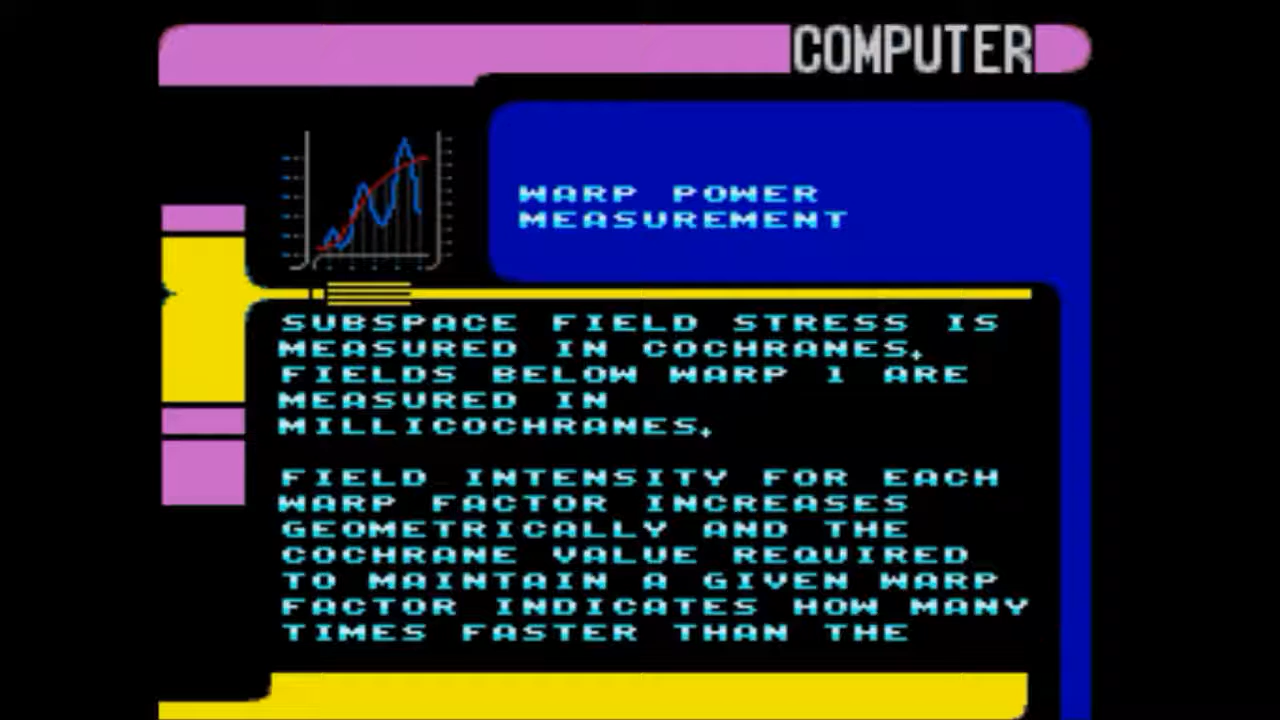 COMPUTER
WARP POWER
MEASUREMENT
SUBSPACE FIELD STRESS IS
MEASURED IN COCHRANES.
FIELDS BELOW WARP 1 ARE
MEASURED IN
MILLICOCHRANES.
FIELD INTENSITY FOR EACH
WARP FACTOR INCREASES
GEOMETRICALLY AND THE
COCHRANE VALUE REQUIRED
TO MAINTAIN A GIVEN WARP
FACTOR INDICATES HOW MANY
TIMES FASTER THAN THE